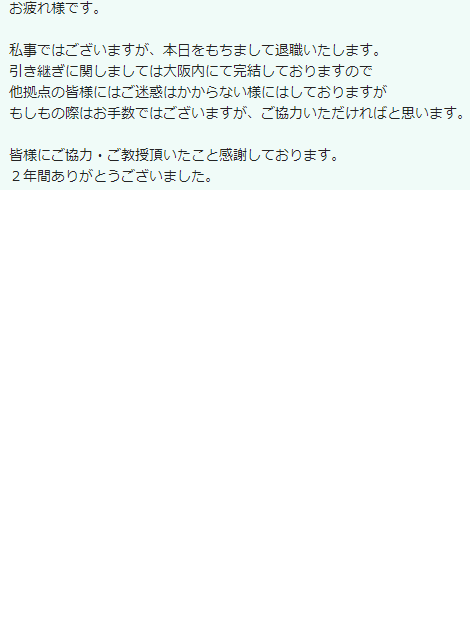 お疲れ様です。
私事ではございますが、本日をもちまして退職いたします。
引き継ぎに関しましては大阪内にて完結しておりますので
他拠点の皆様にはご迷惑はかからない様にはしておりますが
もしもの際はお手数ではございますが、ご協力いただければと思います。
皆様にご協力・ご教授頂いたこと感謝しております。
２年間ありがとうございました。